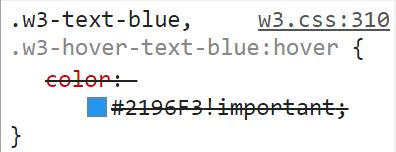 .w3-text-blue, w3.css:310
.w3-hover-text-blue:hover {
color:
#2196F3!important;
}